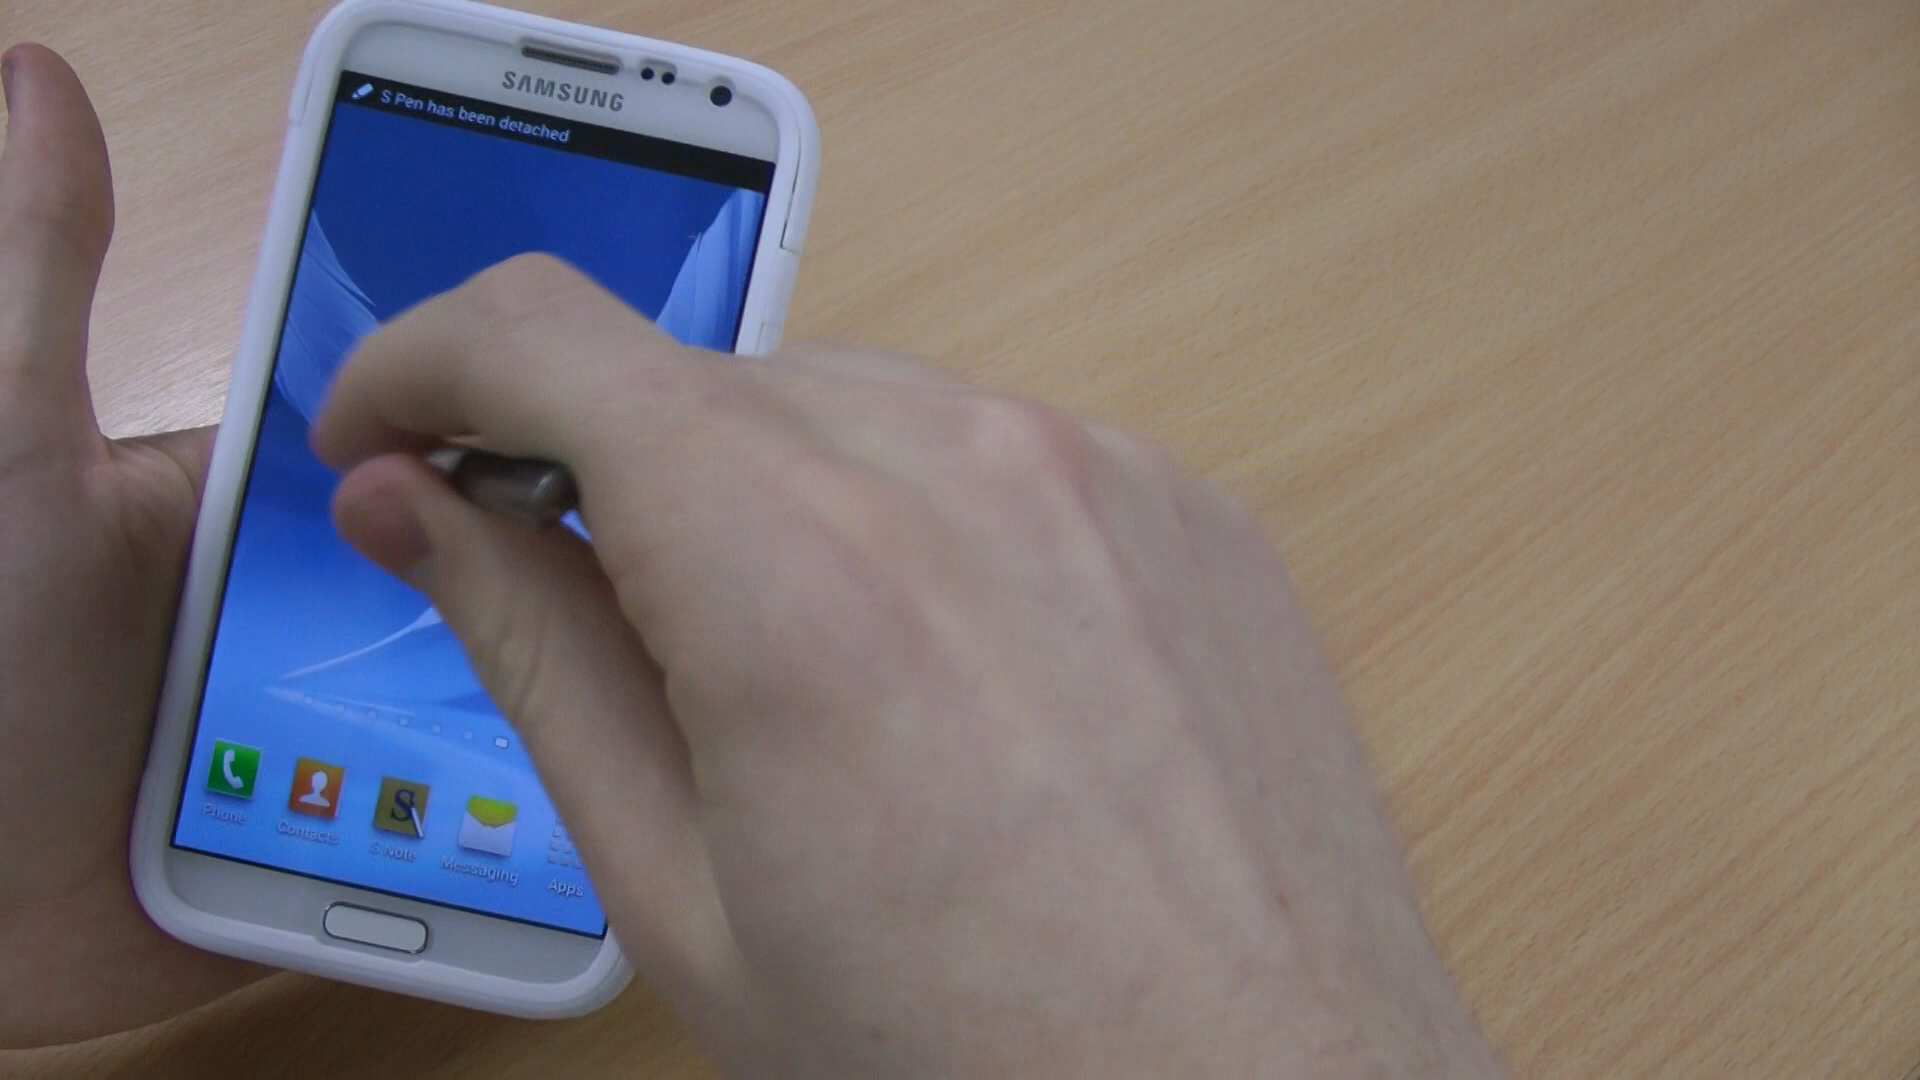 SAMSUNG
S Pen has been detached
Phone
Contacts
S Note
Messaging
Apps